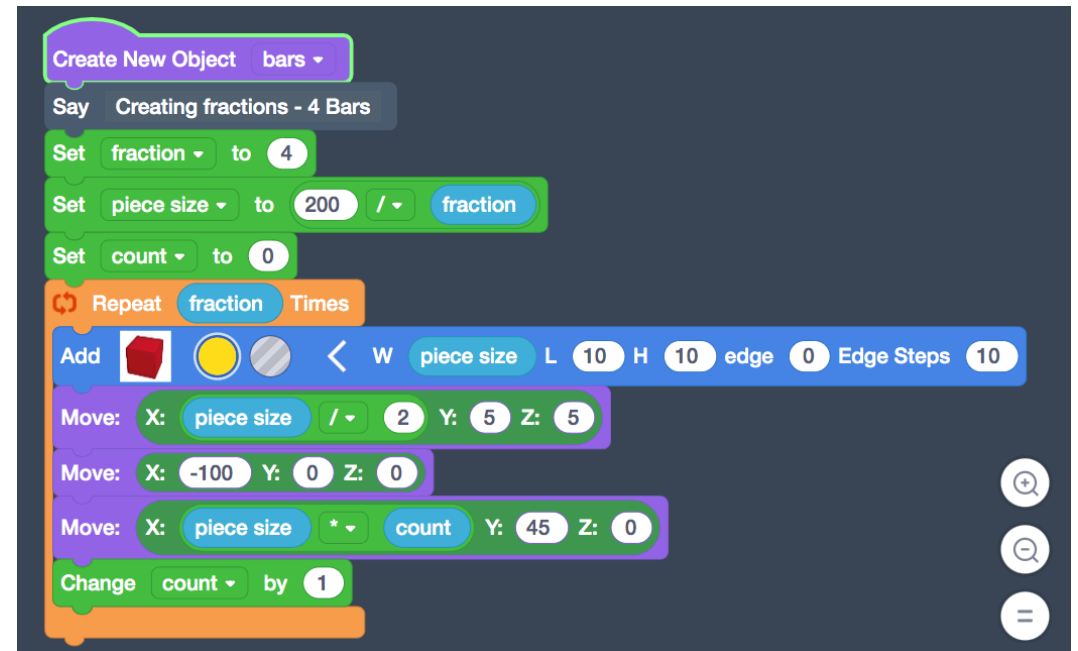 Create New Object bars
Say Creating fractions - 4 Bars
Set fraction to 4
Set piece size to 200 / fraction
Set count to 0
Repeat fraction Times
Add W piece size L 10 H 10 edge 0 Edge Steps 10
Move: X: piece size / 2 Y: 5 Z: 5
Move: X: -100 Y: 0 Z: 0
Move: X: piece size * count Y: 45 Z: 0
Change count by 1